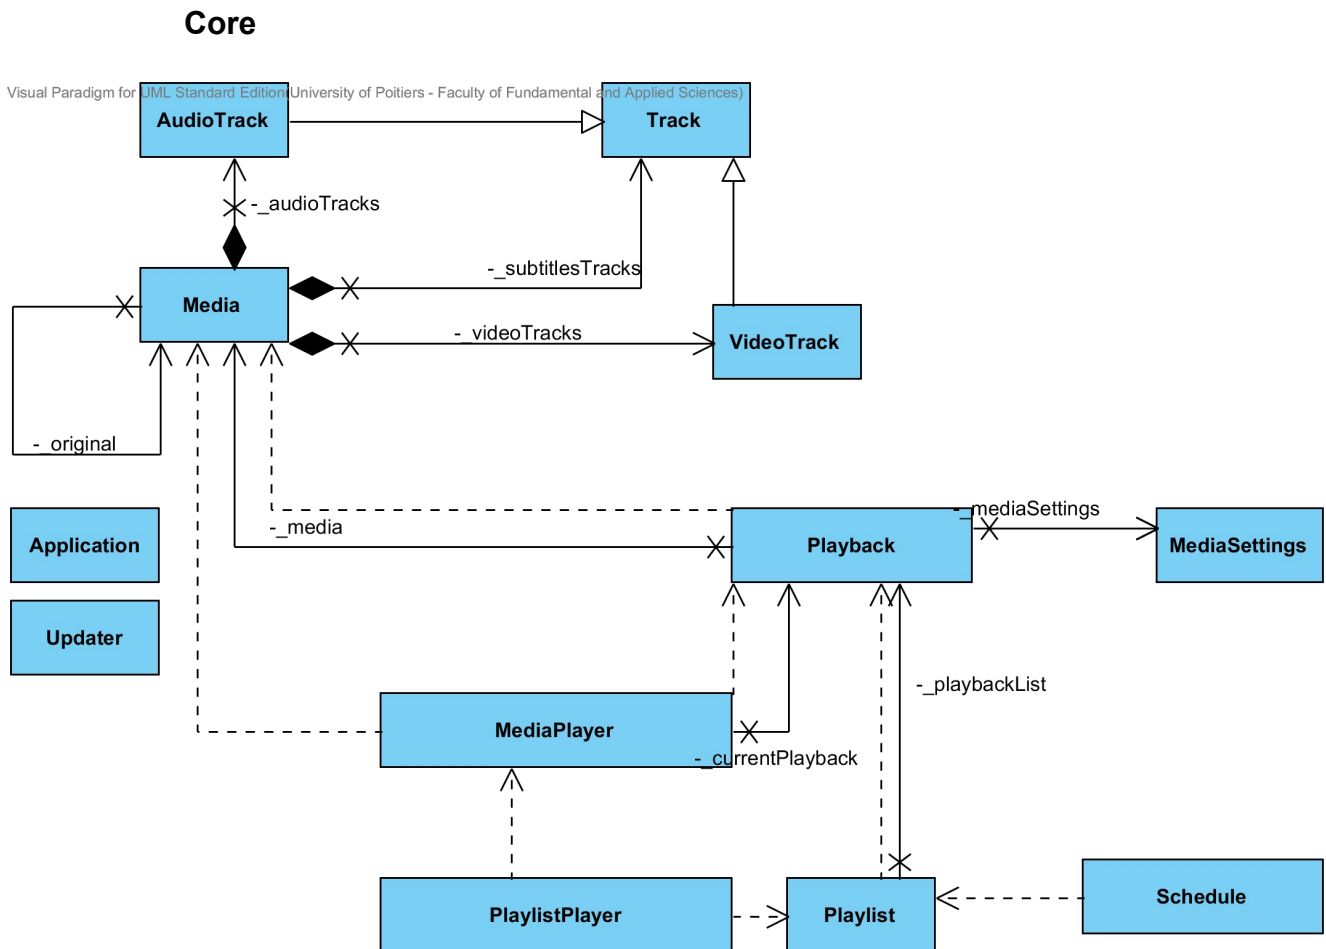 Core
Visual Paradigm for UML Standard Edition(University of Poitiers - Faculty of Fundamental and Applied Sciences)
AudioTrack
Track
-_audioTracks
-_subtitlesTracks
Media
-_videoTracks
VideoTrack
-_original
-_media
-_mediaSettings
Application
Playback
MediaSettings
Updater
-_playbackList
MediaPlayer
-_currentPlayback
PlaylistPlayer
Playlist
Schedule